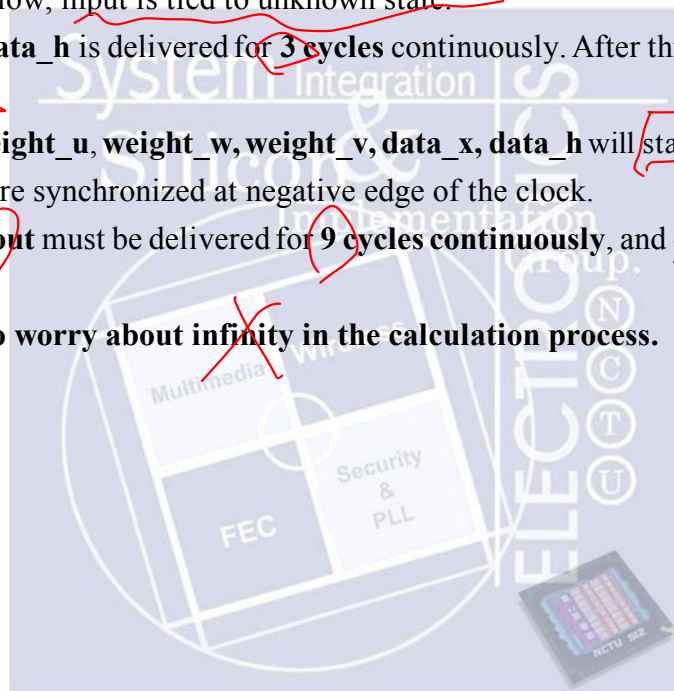 low, input is tied to unknown state.
ata_h is delivered for 3 cycles continuously. After
System Integration
&
Silicon
eight_u, weight_w, weight_v, data_x, data_h will
re synchronized at negative edge of the clock.
Implementation
out must be delivered for 9 cycles continuously, and
Group.
o worry about infinity in the calculation process.
Multimedia
Wireless
Security
&
PLL
FEC
ELECTRONICS
NCTU
NCTU SI2